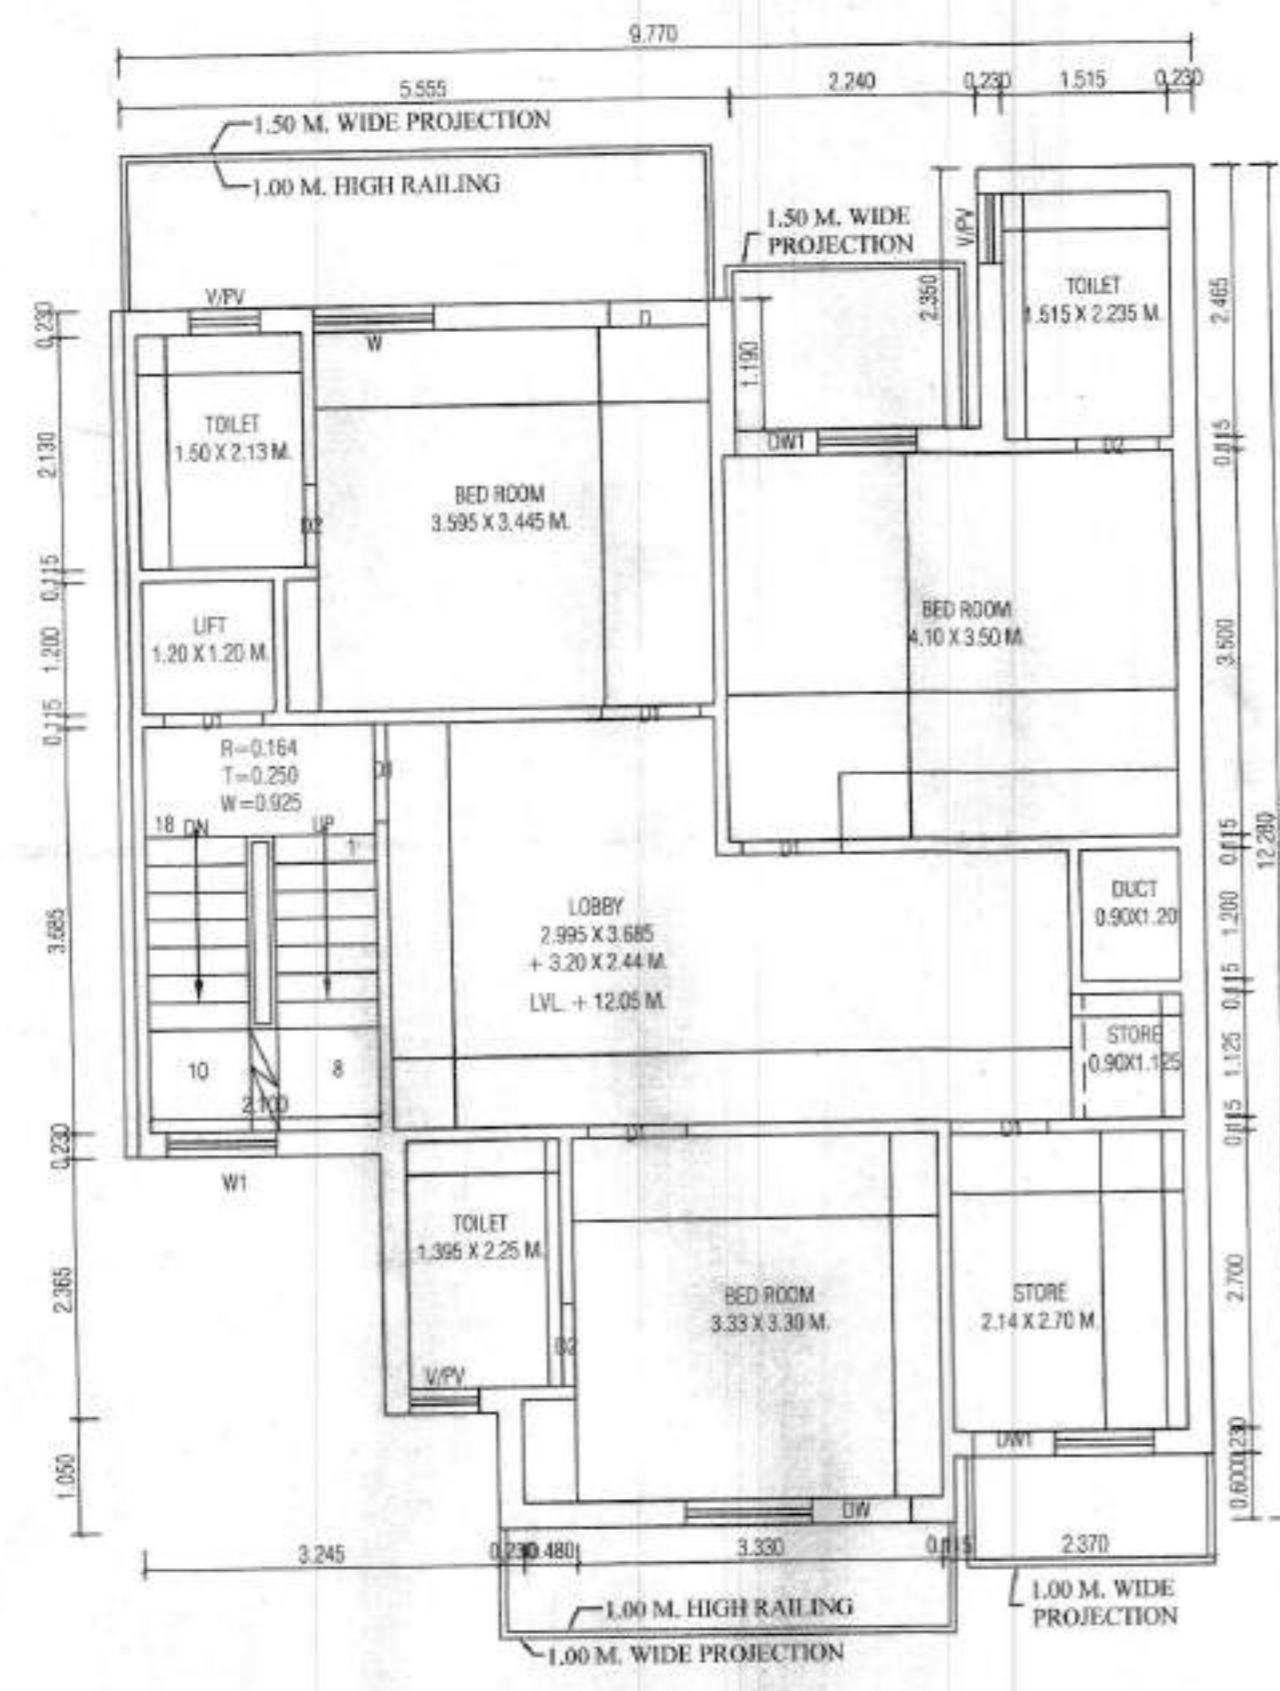 9.770
5.555
2.240
0.230
1.515
0.230
1.50 M. WIDE PROJECTION
1.00 M. HIGH RAILING
1.50 M. WIDE
PROJECTION
V/PV
2.350
TOILET
1.515 X 2.235 M.
2.465
V/PV
W
D
0.230
1.190
TOILET
1.50 X 2.13 M.
2.130
BED ROOM
3.595 X 3.445 M.
D2
DW1
D2
0.115
0.115
LIFT
1.20 X 1.20 M.
1.200
BED ROOM
4.10 X 3.50 M.
3.500
0.115
D1
D1
R=0.164
T=0.250
W=0.925
D1
18 DN
UP
1
D1
0.115
12.280
LOBBY
2.995 X 3.685
+ 3.20 X 2.44 M.
LVL. + 12.05 M.
DUCT
0.90X1.20
1.200
3.685
0.115
STORE
0.90X1.125
1.125
10
8
2.100
0.230
D1
D1
0.115
W1
TOILET
1.395 X 2.25 M.
2.365
BED ROOM
3.33 X 3.30 M.
STORE
2.14 X 2.70 M.
2.700
D2
V/PV
DW1
0.230
1.050
DW
0.600
3.245
0.230
0.480
3.330
0.115
2.370
1.00 M. HIGH RAILING
1.00 M. WIDE PROJECTION
1.00 M. WIDE
PROJECTION